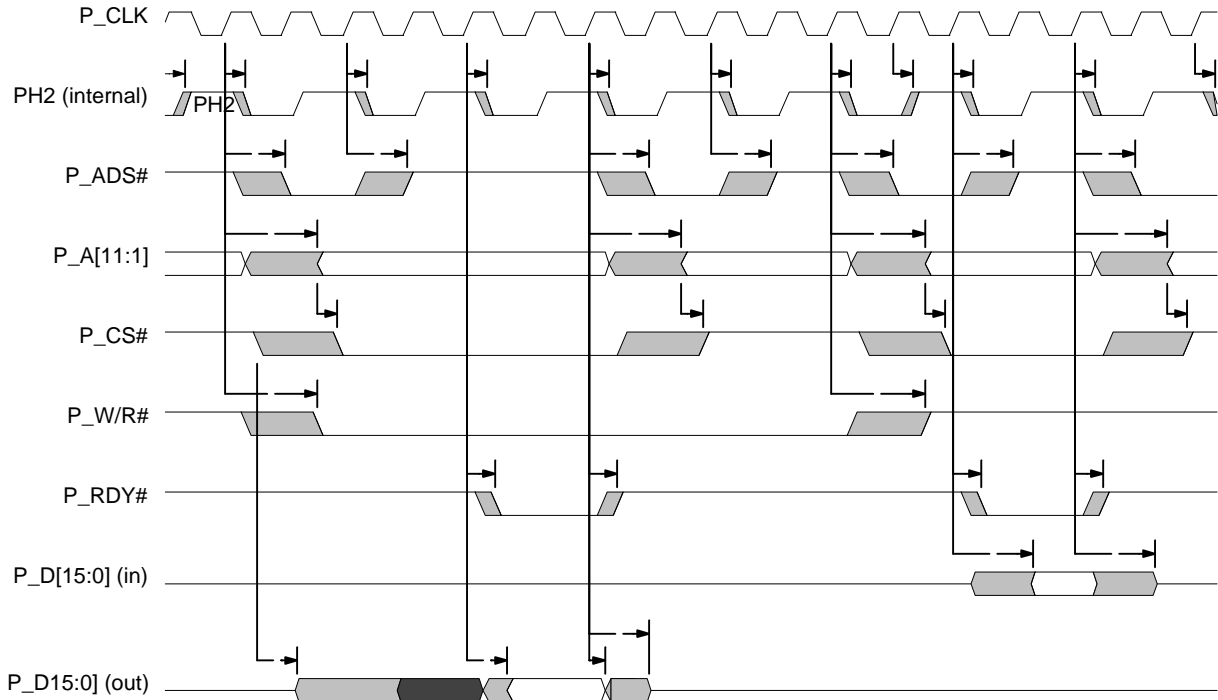 P_CLK
PH2 (internal)
PH2
P_ADS#
P_A[11:1]
P_CS#
P_W/R#
P_RDY#
P_D[15:0] (in)
P_D15:0] (out)